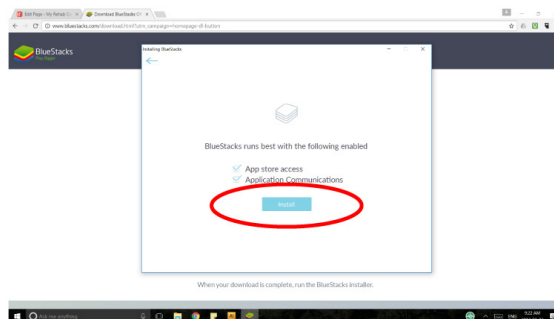 Edit Page - My Rehab C
Download BlueStacks
www.bluestacks.com/download.html?utm_campaign=homepage-dl-button
BlueStacks
Play Bigger
Installing BlueStacks
BlueStacks runs best with the following enabled
App store access
Application Communications
Install
When your download is complete, run the BlueStacks installer.
Ask me anything
ENG
9:22 AM